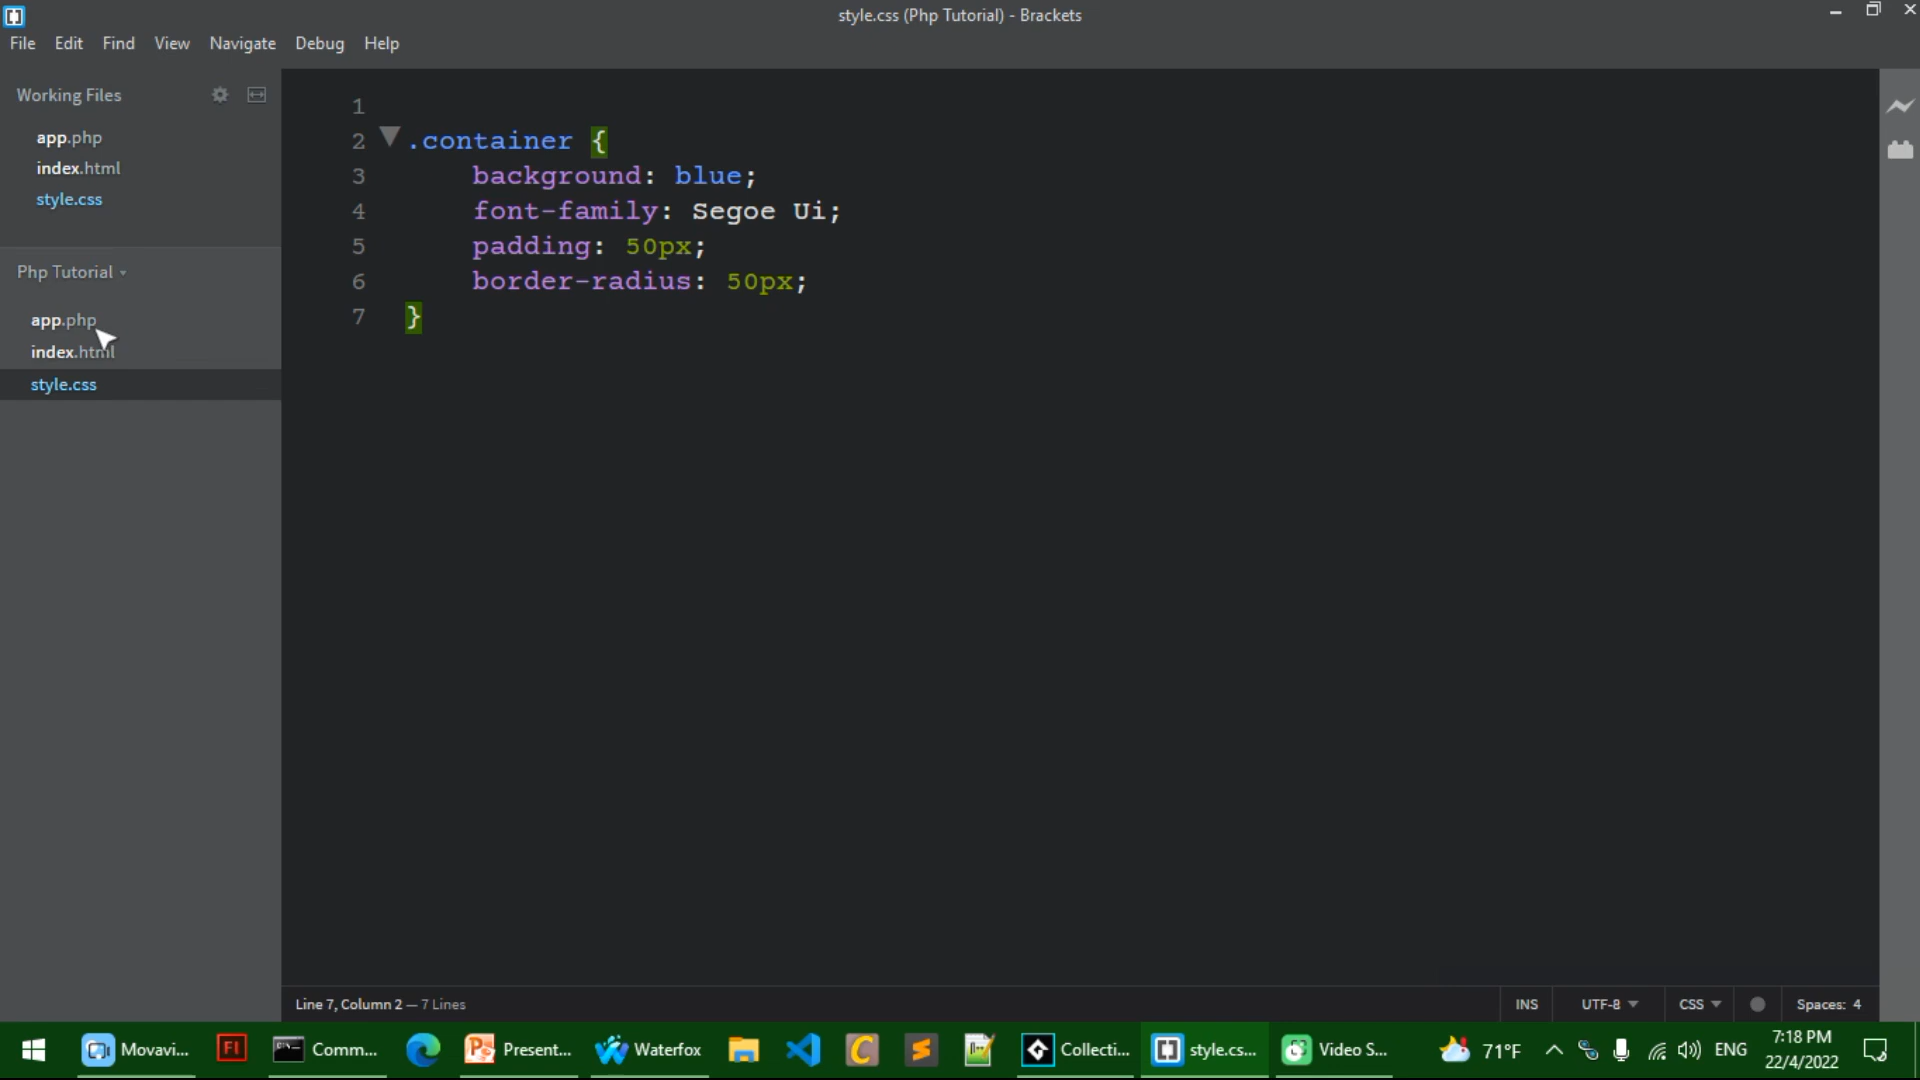 style.css (Php Tutorial) - Brackets
File Edit Find View Navigate Debug Help
Working Files
app.php
index.html
style.css
Php Tutorial
app.php
index.html
style.css
1
2 .container {
3 background: blue;
4 font-family: Segoe Ui;
5 padding: 50px;
6 border-radius: 50px;
7 }
Line 7, Column 2 — 7 Lines
INS UTF-8 CSS Spaces: 4
Movavi... Fl Comm... Present... Waterfox Collecti... style.cs... Video S... 71°F ENG 7:18 PM
22/4/2022